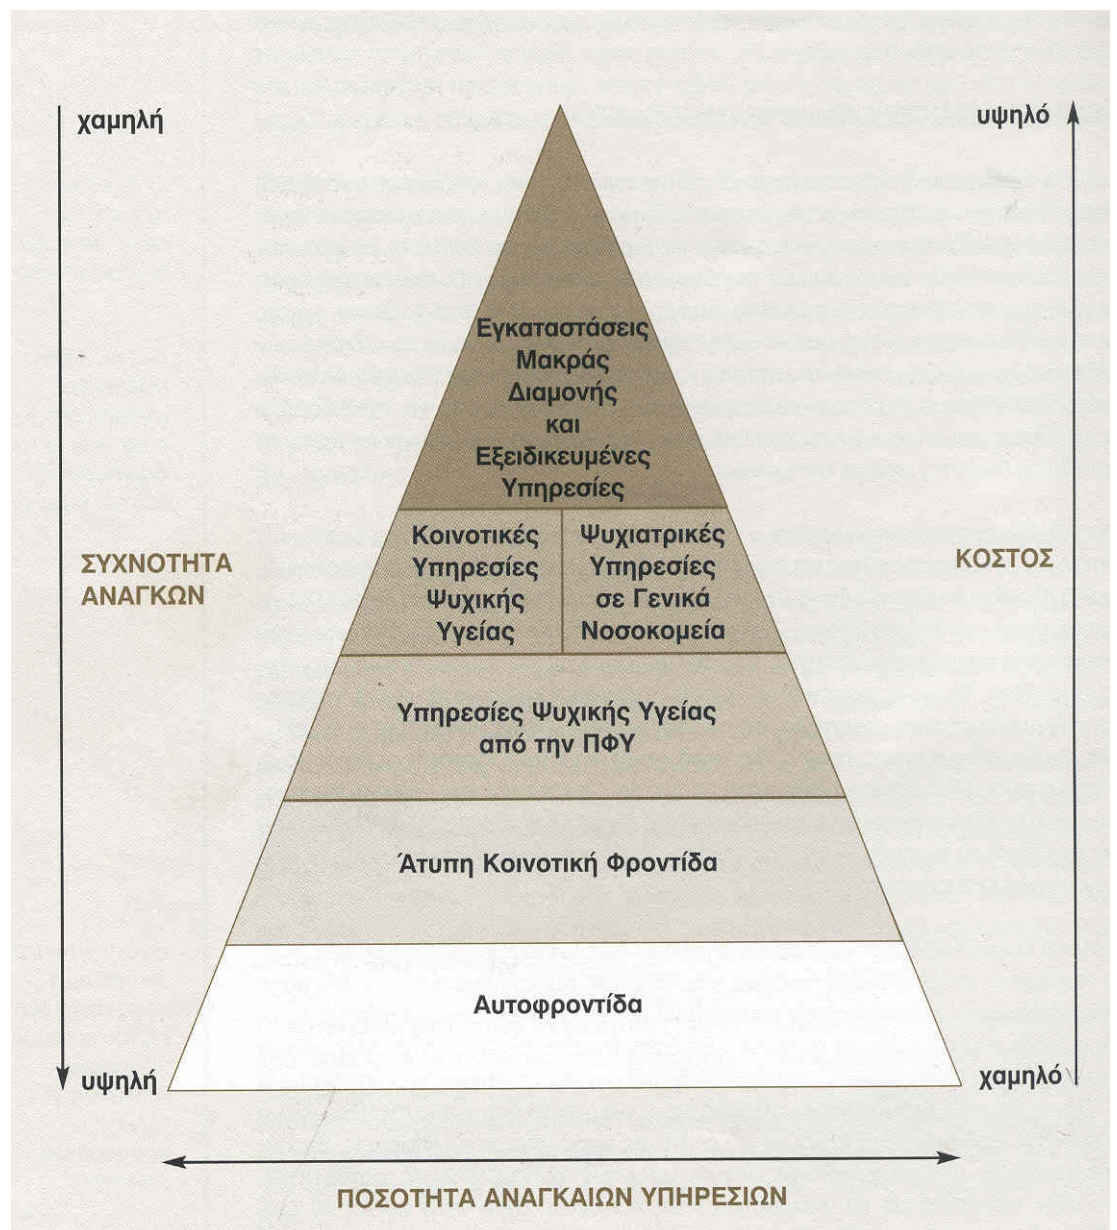 χαμηλή
υψηλό
Εγκαταστάσεις
Μακράς
Διαμονής
και
Εξειδικευμένες
Υπηρεσίες
Κοινοτικές
Υπηρεσίες
Ψυχικής
Υγείας
Ψυχιατρικές
Υπηρεσίες
σε Γενικά
Νοσοκομεία
ΣΥΧΝΟΤΗΤΑ
ΑΝΑΓΚΩΝ
ΚΟΣΤΟΣ
Υπηρεσίες Ψυχικής Υγείας
από την ΠΦΥ
Άτυπη Κοινοτική Φροντίδα
Αυτοφροντίδα
υψηλή
χαμηλό
ΠΟΣΟΤΗΤΑ ΑΝΑΓΚΑΙΩΝ ΥΠΗΡΕΣΙΩΝ